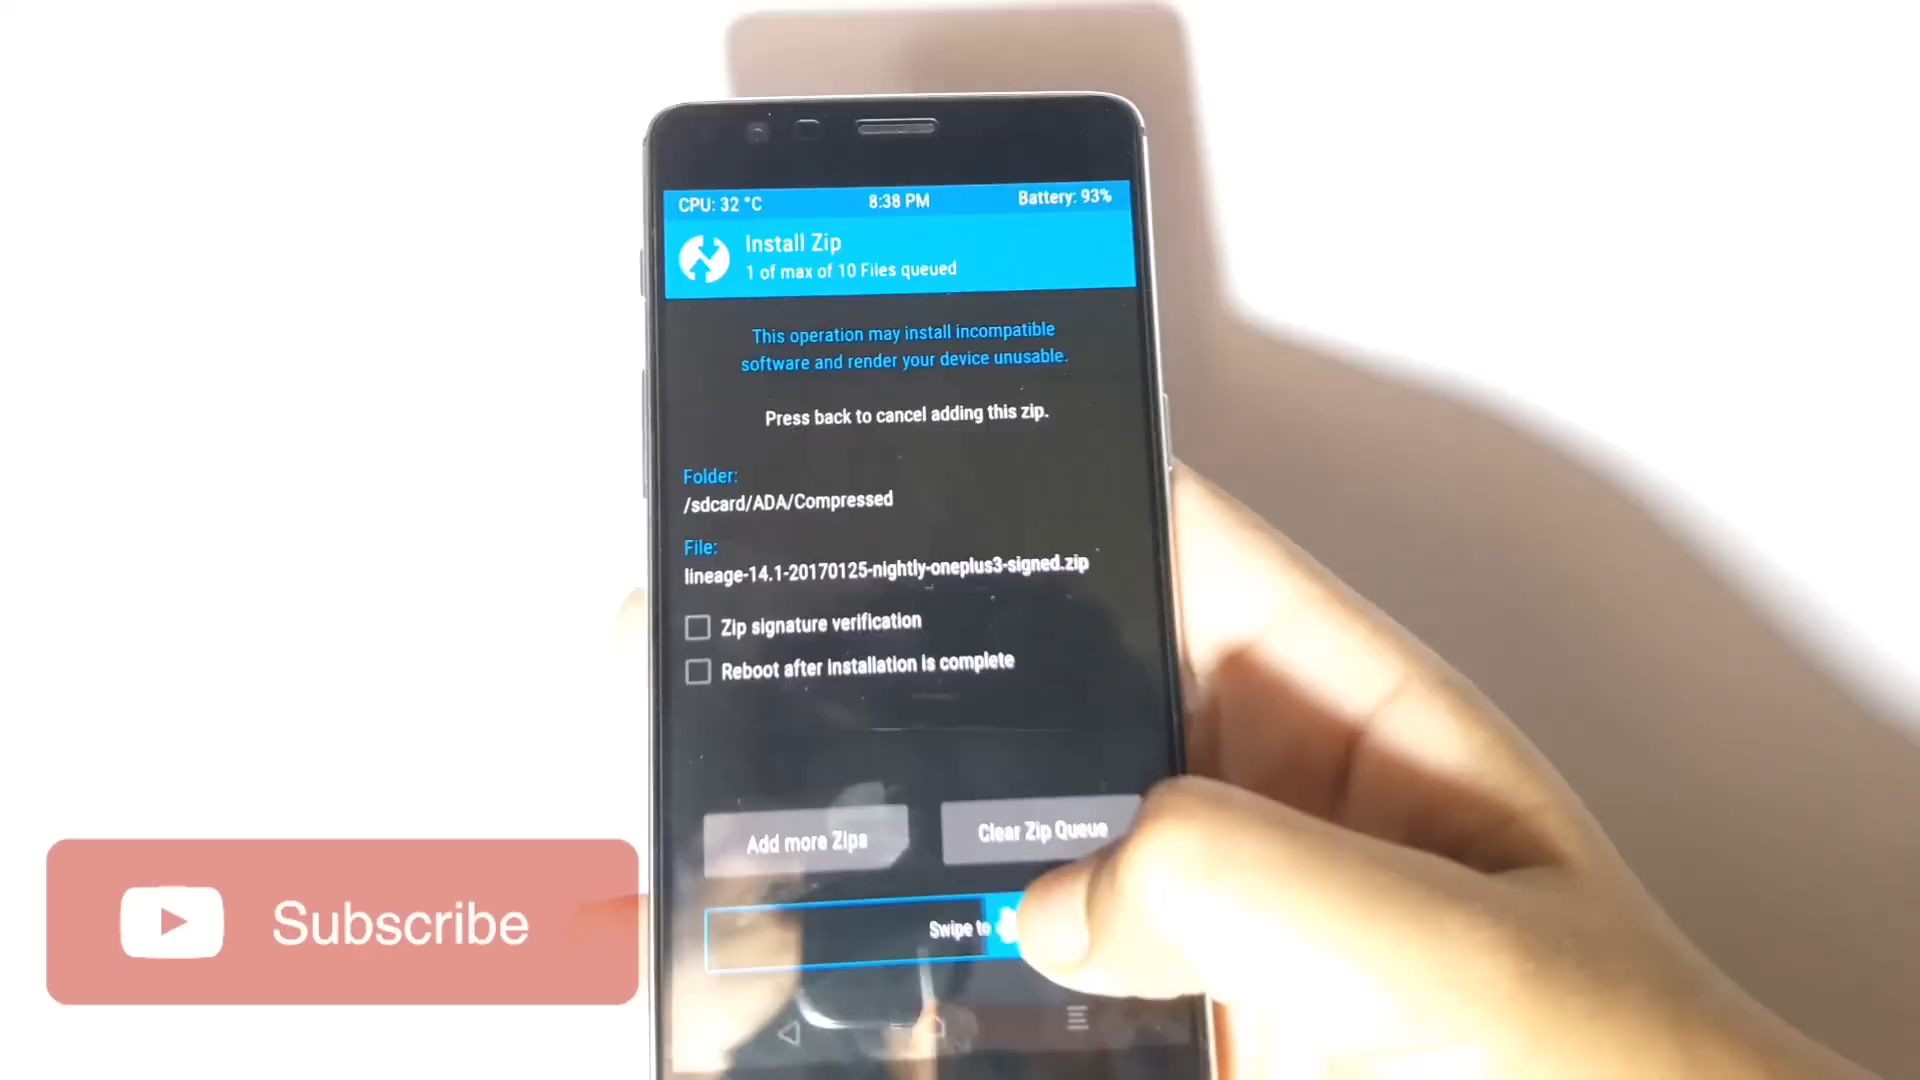 CPU: 32 °C 8:38 PM Battery: 93%
Install Zip
1 of max of 10 Files queued
This operation may install incompatible
software and render your device unusable.
Press back to cancel adding this zip.
Folder:
/sdcard/ADA/Compressed
File:
lineage-14.1-20170125-nightly-oneplus3-signed.zip
Zip signature verification
Reboot after installation is complete
Add more Zips Clear Zip Queue
Swipe to
Subscribe